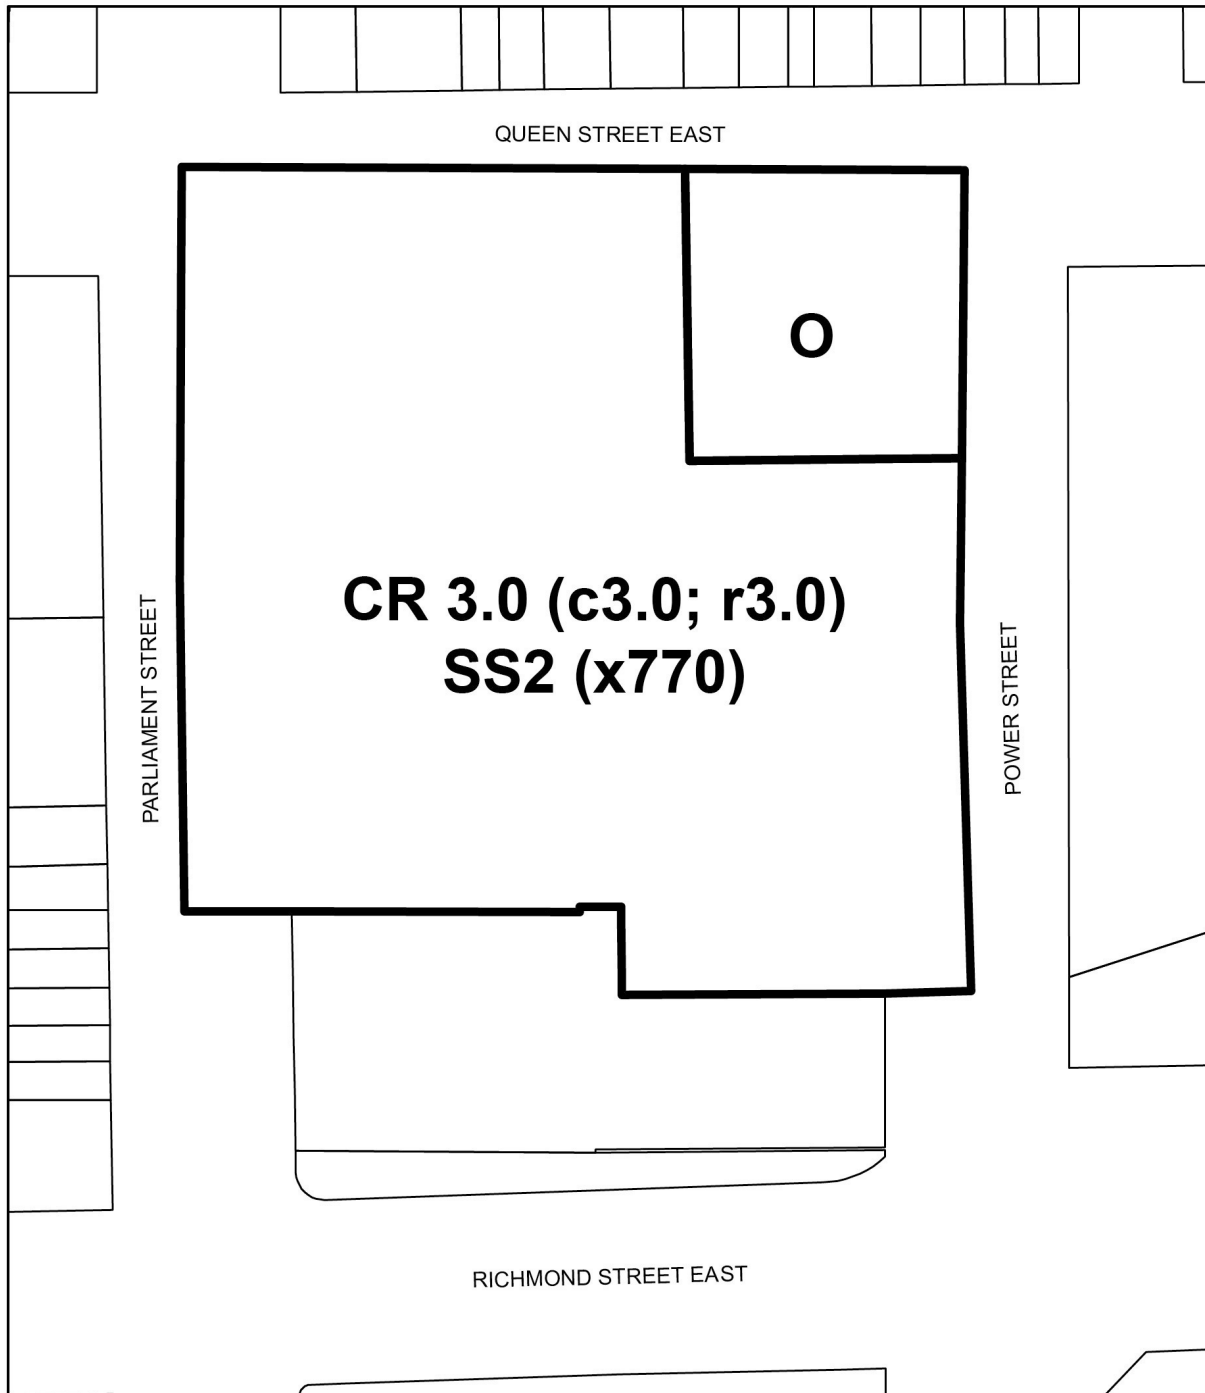 QUEEN STREET EAST
O
CR 3.0 (c3.0; r3.0)
SS2 (x770)
PARLIAMENT STREET
POWER STREET
RICHMOND STREET EAST